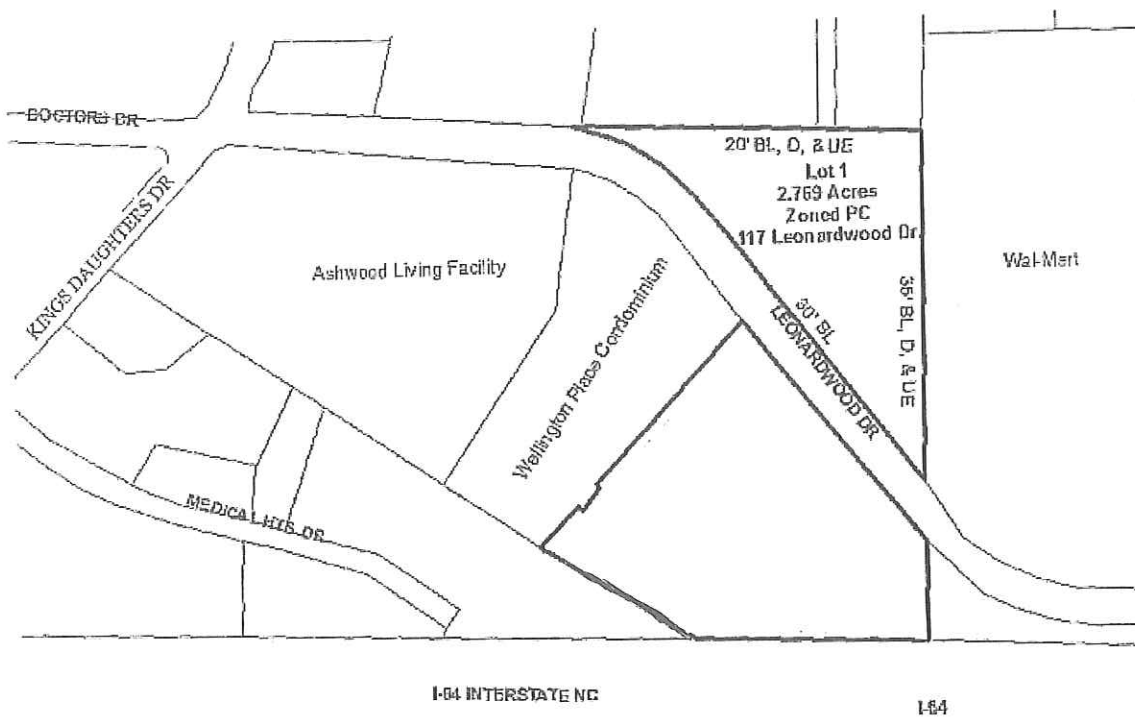 DOCTORS DR
KINGS DAUGHTERS DR
20' BL, D, & UE
Lot 1
2.769 Acres
Zoned PC
117 Leonardwood Dr.
Ashwood Living Facility
Wellington Place Condominium
30' BL
LEONARDWOOD DR
35' BL, D, & UE
Wal-Mart
MEDICAL HTS DR
I-64 INTERSTATE NC
I-64